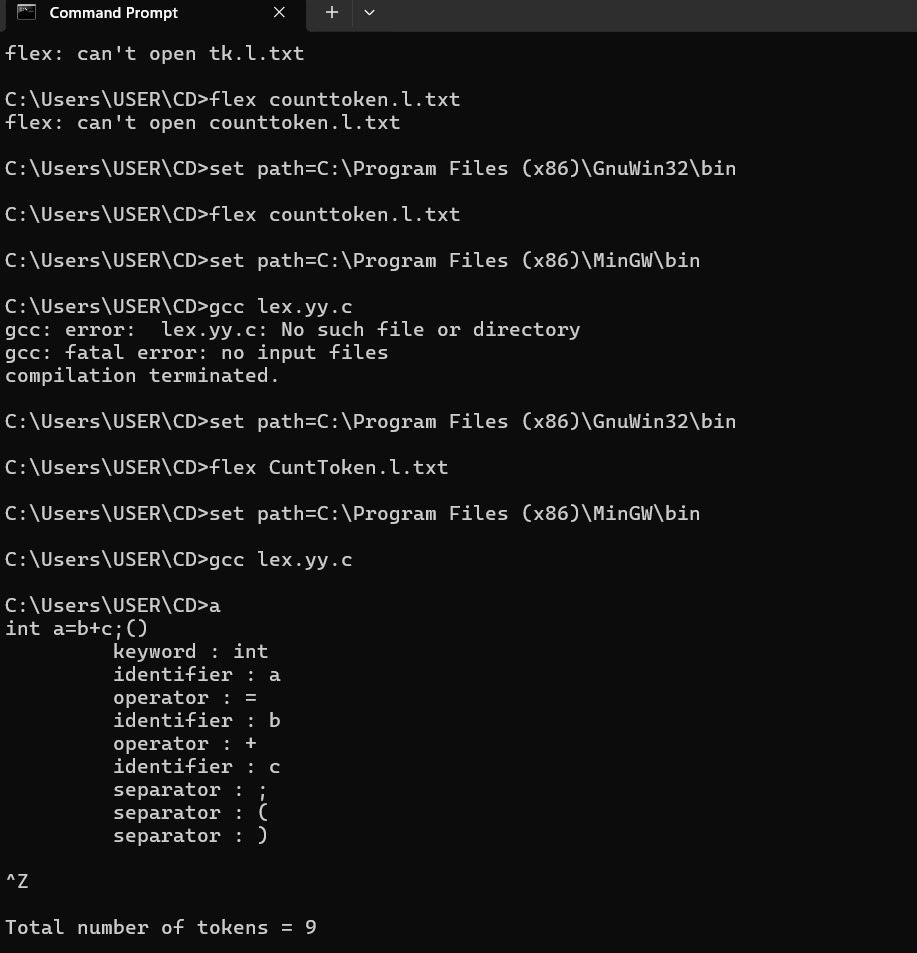 Command Prompt
flex: can't open tk.l.txt
C:\Users\USER\CD>flex counttoken.l.txt
flex: can't open counttoken.l.txt
C:\Users\USER\CD>set path=C:\Program Files (x86)\GnuWin32\bin
C:\Users\USER\CD>flex counttoken.l.txt
C:\Users\USER\CD>set path=C:\Program Files (x86)\MinGW\bin
C:\Users\USER\CD>gcc lex.yy.c
gcc: error:  lex.yy.c: No such file or directory
gcc: fatal error: no input files
compilation terminated.
C:\Users\USER\CD>set path=C:\Program Files (x86)\GnuWin32\bin
C:\Users\USER\CD>flex CuntToken.l.txt
C:\Users\USER\CD>set path=C:\Program Files (x86)\MinGW\bin
C:\Users\USER\CD>gcc lex.yy.c
C:\Users\USER\CD>a
int a=b+c;()
keyword : int
identifier : a
operator : =
identifier : b
operator : +
identifier : c
separator : ;
separator : (
separator : )
^Z
Total number of tokens = 9